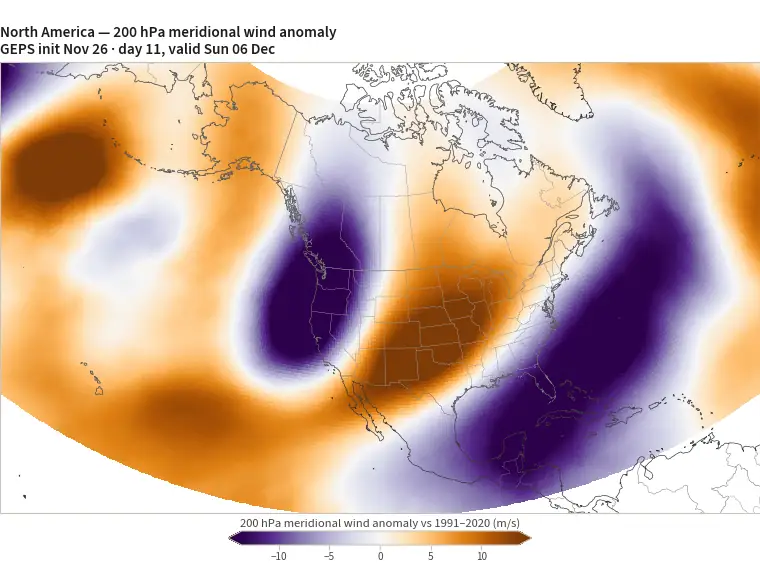 North America — 200 hPa meridional wind anomaly
GEPS init Nov 26 · day 11, valid Sun 06 Dec
200 hPa meridional wind anomaly vs 1991–2020 (m/s)
−10 −5 0 5 10